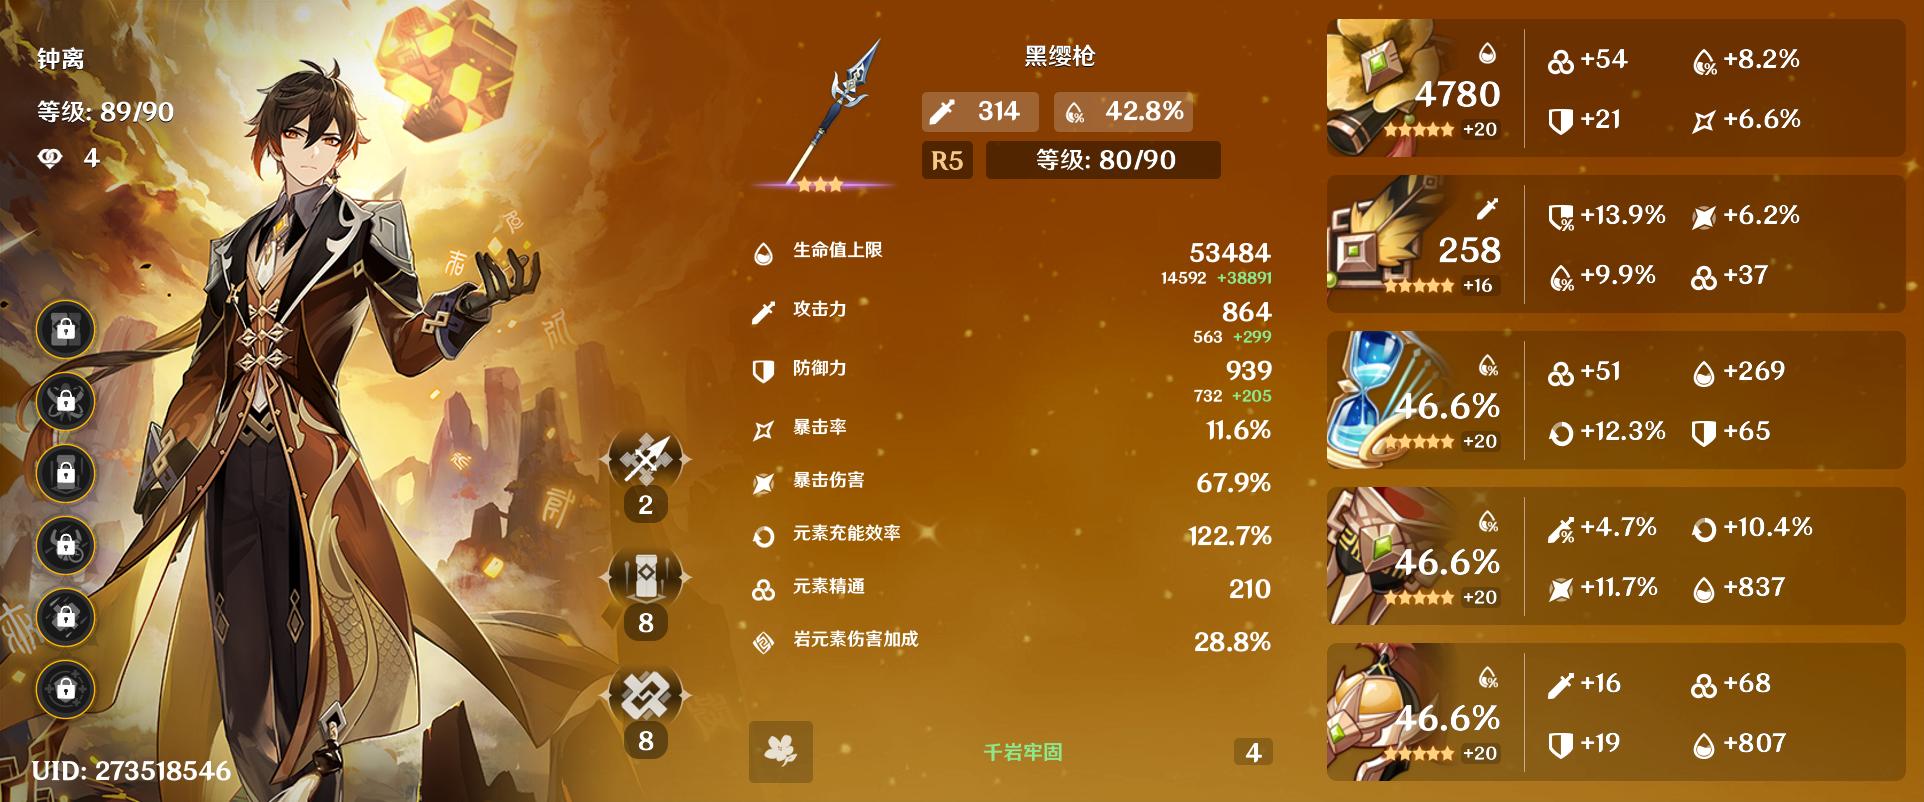 钟离
等级: 89/90
4
2
8
8
UID: 273518546
黑缨枪
314
42.8%
R5
等级: 80/90
生命值上限 53484
14592 +38891
攻击力 864
563 +299
防御力 939
732 +205
暴击率 11.6%
暴击伤害 67.9%
元素充能效率 122.7%
元素精通 210
岩元素伤害加成 28.8%
千岩牢固 4
4780
+20
+54 +8.2%
+21 +6.6%
258
+16
+13.9% +6.2%
+9.9% +37
46.6%
+20
+51 +269
+12.3% +65
46.6%
+20
+4.7% +10.4%
+11.7% +837
46.6%
+20
+16 +68
+19 +807